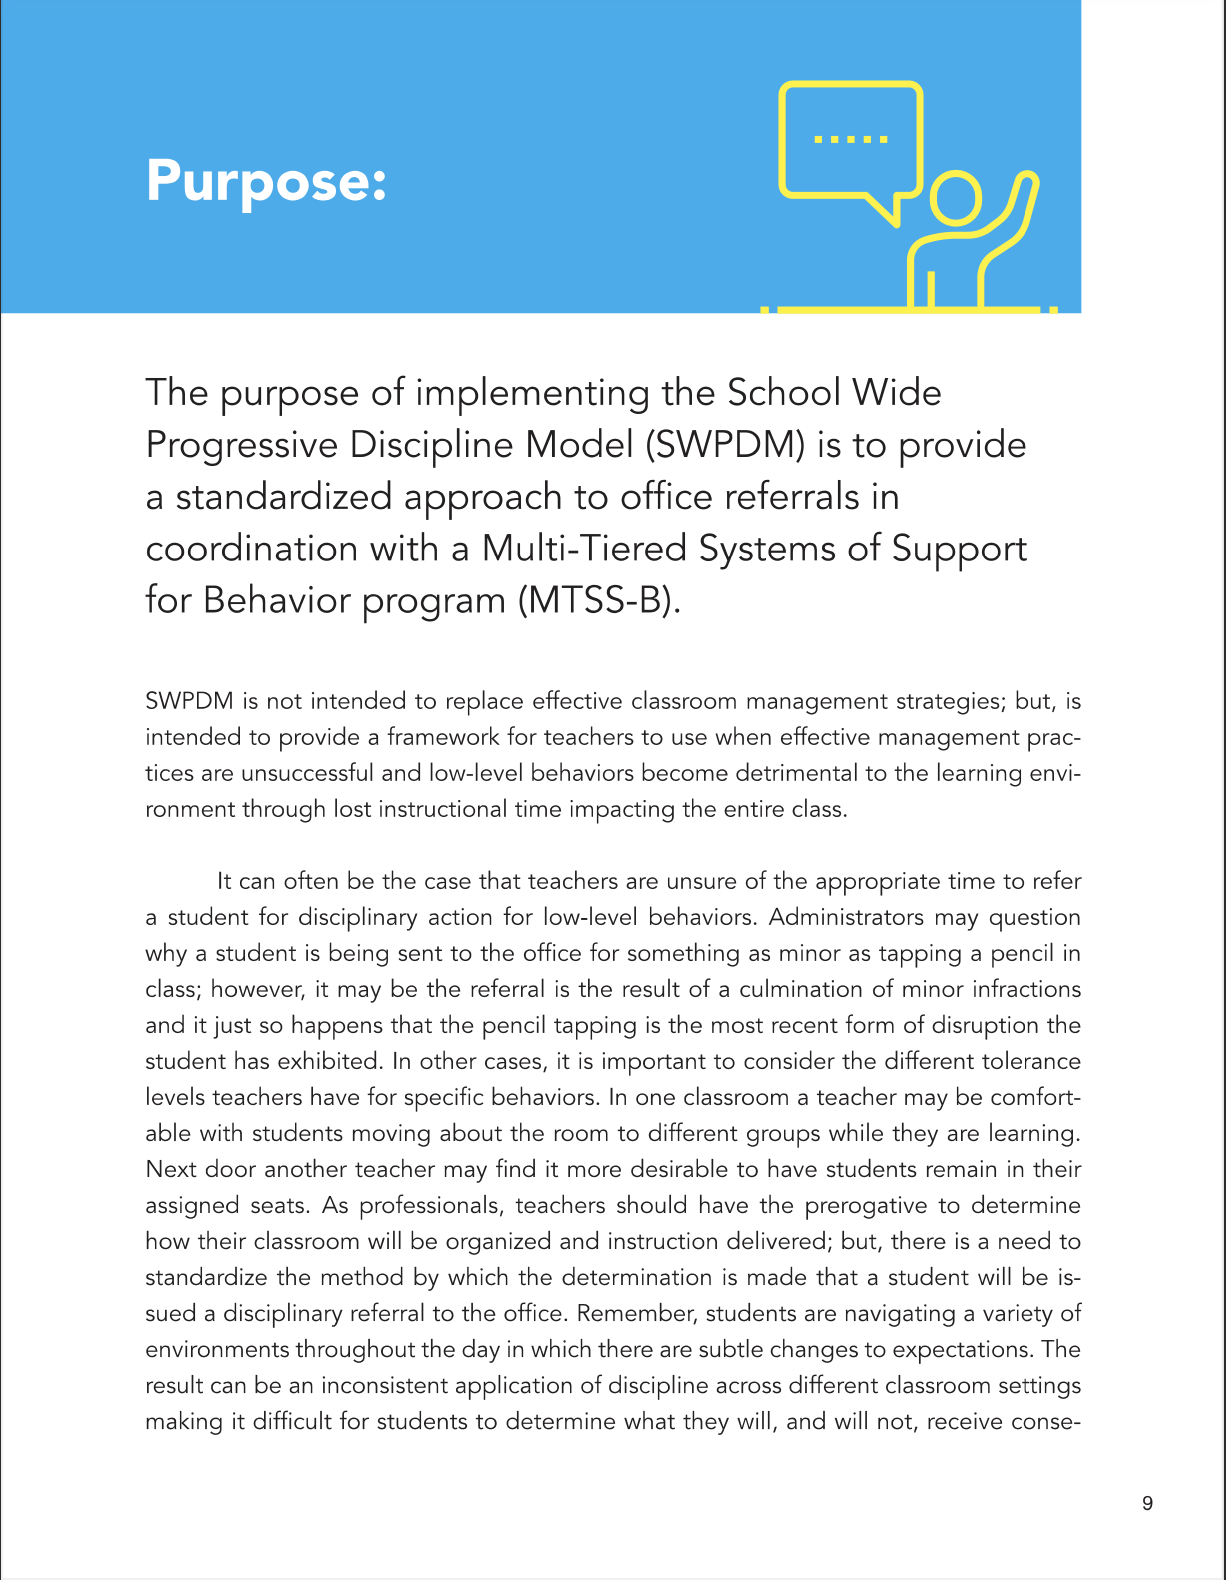 Purpose:
The purpose of implementing the School Wide
Progressive Discipline Model (SWPDM) is to provide
a standardized approach to office referrals in
coordination with a Multi-Tiered Systems of Support
for Behavior program (MTSS-B).
SWPDM is not intended to replace effective classroom management strategies; but, is
intended to provide a framework for teachers to use when effective management prac-
tices are unsuccessful and low-level behaviors become detrimental to the learning envi-
ronment through lost instructional time impacting the entire class.
It can often be the case that teachers are unsure of the appropriate time to refer
a student for disciplinary action for low-level behaviors. Administrators may question
why a student is being sent to the office for something as minor as tapping a pencil in
class; however, it may be the referral is the result of a culmination of minor infractions
and it just so happens that the pencil tapping is the most recent form of disruption the
student has exhibited. In other cases, it is important to consider the different tolerance
levels teachers have for specific behaviors. In one classroom a teacher may be comfort-
able with students moving about the room to different groups while they are learning.
Next door another teacher may find it more desirable to have students remain in their
assigned seats. As professionals, teachers should have the prerogative to determine
how their classroom will be organized and instruction delivered; but, there is a need to
standardize the method by which the determination is made that a student will be is-
sued a disciplinary referral to the office. Remember, students are navigating a variety of
environments throughout the day in which there are subtle changes to expectations. The
result can be an inconsistent application of discipline across different classroom settings
making it difficult for students to determine what they will, and will not, receive conse-
9